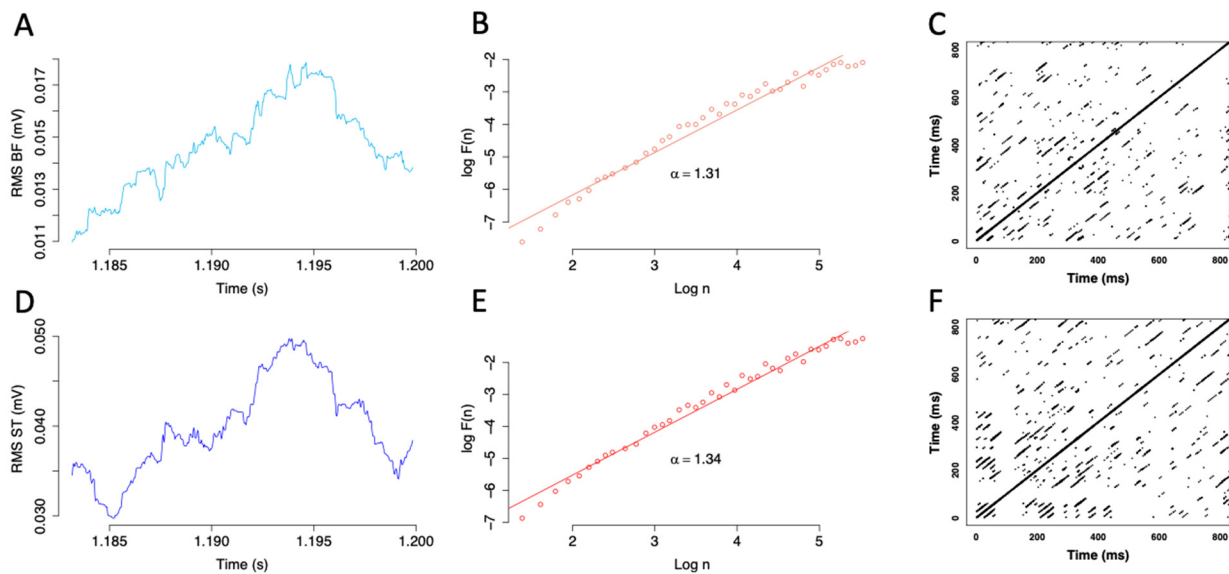 A
RMS BF (mV)
0.017
0.015
0.013
0.011
1.185
1.190
1.195
1.200
Time (s)
B
log F(n)
-2
-3
-4
-5
-6
-7
α = 1.31
2
3
4
5
Log n
C
Time (ms)
800
600
400
200
0
0
200
400
600
800
Time (ms)
D
RMS ST (mV)
0.050
0.040
0.030
1.185
1.190
1.195
1.200
Time (s)
E
log F(n)
-2
-3
-4
-5
-6
-7
α = 1.34
2
3
4
5
Log n
F
Time (ms)
800
600
400
200
0
0
200
400
600
800
Time (ms)